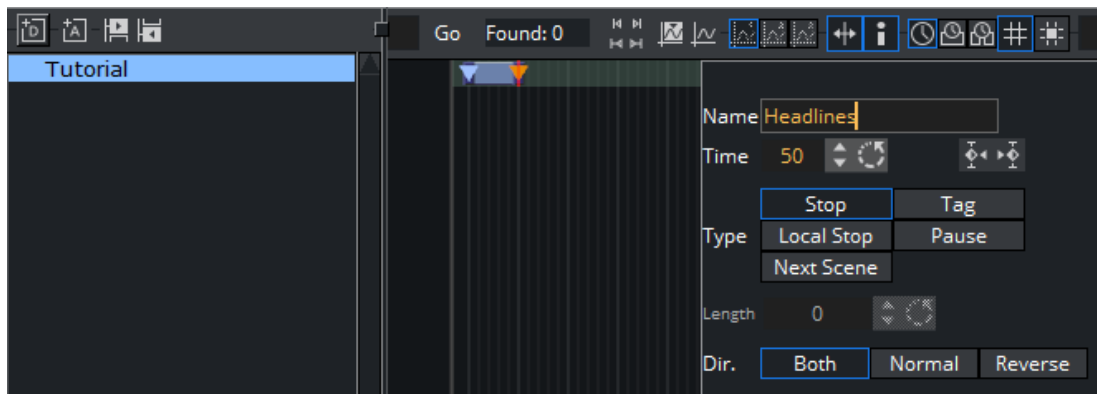 Go Found: 0
Tutorial
Name Headlines
Time 50
Stop Tag
Type Local Stop Pause
Next Scene
Length 0
Dir. Both Normal Reverse